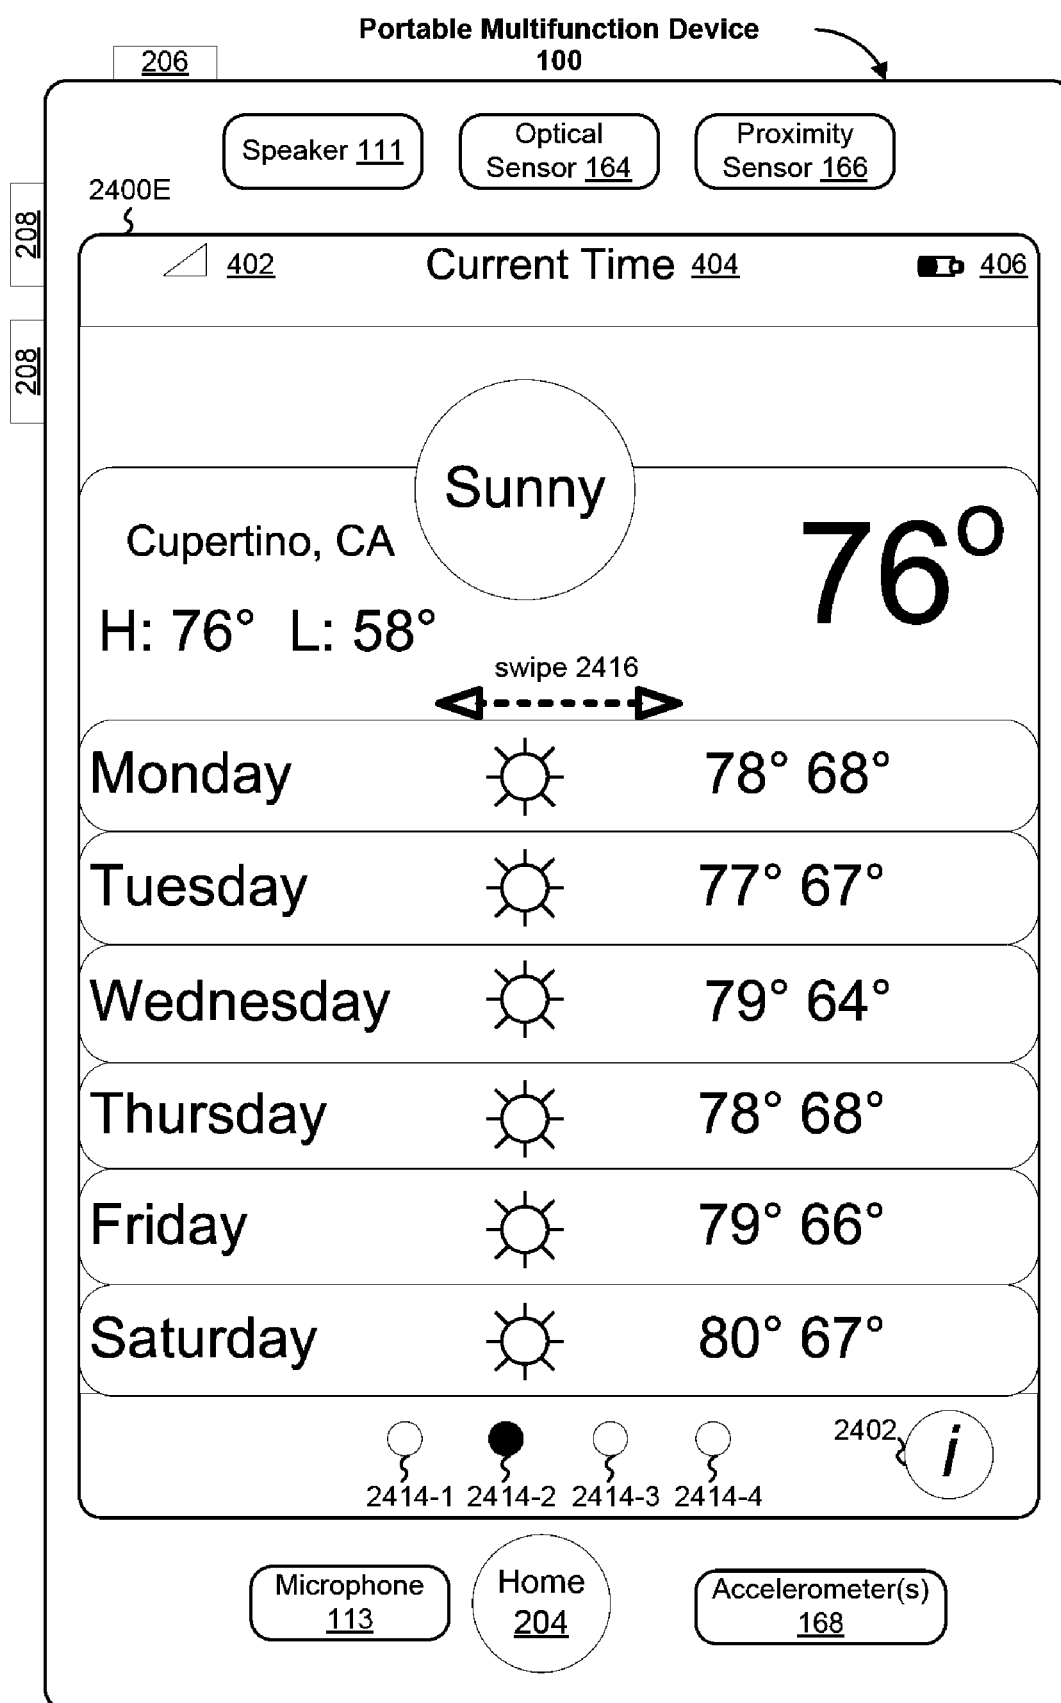 Portable Multifunction Device
100
206
Speaker 111
Optical
Sensor 164
Proximity
Sensor 166
2400E
208
208
402
Current Time 404
406
Sunny
Cupertino, CA
76°
H: 76° L: 58°
swipe 2416
Monday 78° 68°
Tuesday 77° 67°
Wednesday 79° 64°
Thursday 78° 68°
Friday 79° 66°
Saturday 80° 67°
2402
i
2414-1 2414-2 2414-3 2414-4
Microphone
113
Home
204
Accelerometer(s)
168